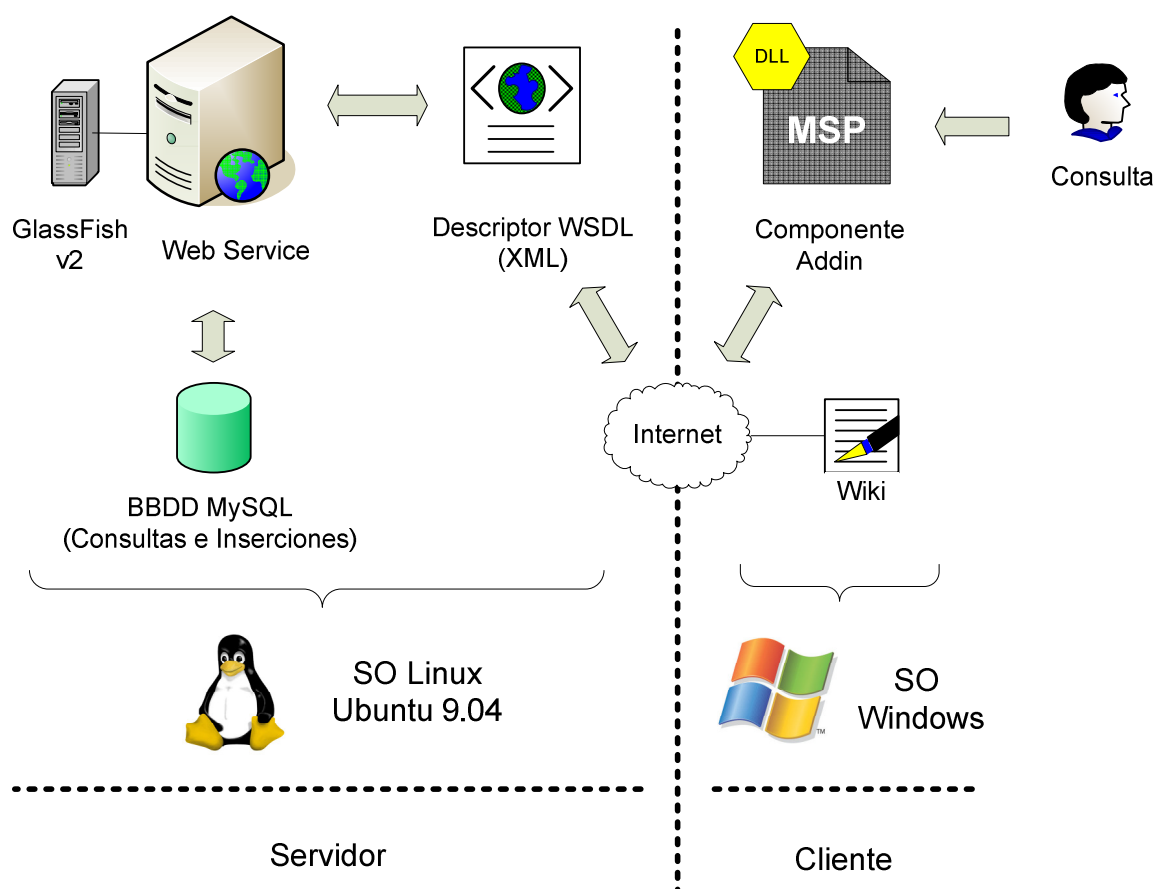 DLL
MSP
GlassFish
v2
Web Service
Descriptor WSDL
(XML)
Componente
Addin
Consulta
Internet
Wiki
BBDD MySQL
(Consultas e Inserciones)
SO Linux
Ubuntu 9.04
SO
Windows
TM
Servidor
Cliente